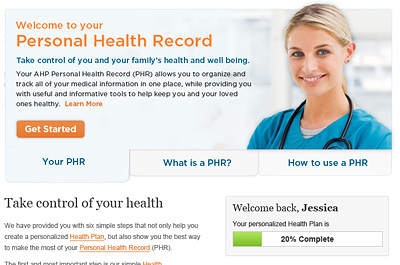 Welcome to your
Personal Health Record
Take control of you and your family's health and well being.
Your AHP Personal Health Record (PHR) allows you to organize and
track all of your medical information in one place, while providing you
with useful and informative tools to help keep you and your loved
ones healthy. Learn More
Get Started
Your PHR
What is a PHR?
How to use a PHR
Take control of your health
We have provided you with six simple steps that not only help you
create a personalized Health Plan, but also show you the best way
to make the most of your Personal Health Record (PHR).
The first and most important step is our simple Health
Welcome back, Jessica
Your personalized Health Plan is
20% Complete